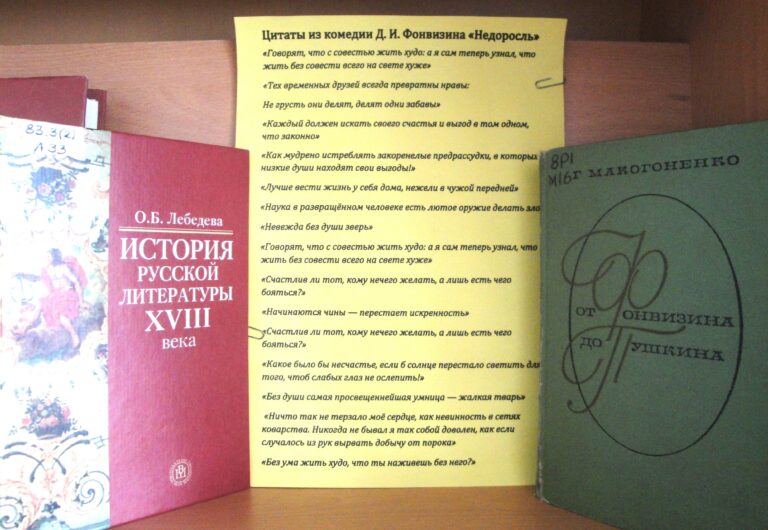 83.3(2)
Л 33
О.Б. Лебедева
ИСТОРИЯ
РУССКОЙ
ЛИТЕРАТУРЫ
XVIII
века
Цитаты из комедии Д. И. Фонвизина «Недоросль»
«Говорят, что с совестью жить худо: а я сам теперь узнал, что
жить без совести всего на свете хуже»
«Тех временных друзей всегда превратны нравы:
Не грусть они делят, делят одни забавы»
«Каждый должен искать своего счастья и выгод в том одном,
что законно»
«Как мудрено истреблять закоренелые предрассудки, в которых
низкие души находят свои выгоды!»
«Лучше вести жизнь у себя дома, нежели в чужой передней»
«Наука в развращённом человеке есть лютое оружие делать зло
«Невежда без души зверь»
«Говорят, что с совестью жить худо: а я сам теперь узнал, что
жить без совести всего на свете хуже»
«Счастлив ли тот, кому нечего желать, а лишь есть чего
бояться?»
«Начинаются чины — перестает искренность»
«Счастлив ли тот, кому нечего желать, а лишь есть чего
бояться?»
«Какое было бы несчастье, если б солнце перестало светить для
того, чтоб слабых глаз не ослепить!»
«Без души самая просвещеннейшая умница — жалкая тварь»
«Ничто так не терзало моё сердце, как невинность в сетях
коварства. Никогда не бывал я так собой доволен, как если
случалось из рук вырвать добычу от порока»
«Без ума жить худо, что ты наживешь без него?»
8Р1
М16
Г МАКОГОНЕНКО
ОТ ФОНВИЗИНА
ДО ПУШКИНА